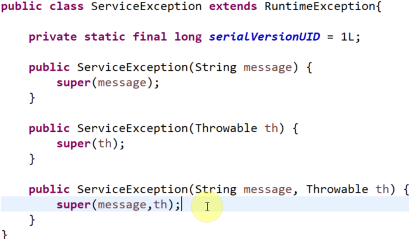 public class ServiceException extends RuntimeException{
private static final long serialVersionUID = 1L;
public ServiceException(String message) {
super(message);
}
public ServiceException(Throwable th) {
super(th);
}
public ServiceException(String message, Throwable th) {
super(message,th);
}
}